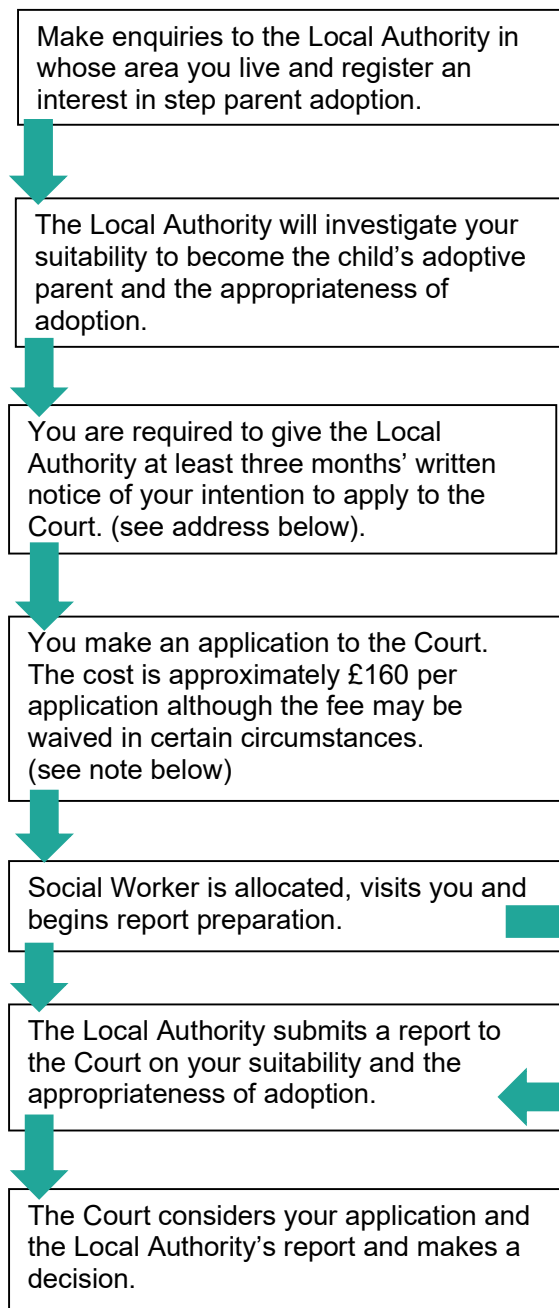 Make enquiries to the Local Authority in
whose area you live and register an
interest in step parent adoption.
The Local Authority will investigate your
suitability to become the child’s adoptive
parent and the appropriateness of
adoption.
You are required to give the Local
Authority at least three months’ written
notice of your intention to apply to the
Court. (see address below).
You make an application to the Court.
The cost is approximately £160 per
application although the fee may be
waived in certain circumstances.
(see note below)
Social Worker is allocated, visits you and
begins report preparation.
The Local Authority submits a report to
the Court on your suitability and the
appropriateness of adoption.
The Court considers your application and
the Local Authority’s report and makes a
decision.